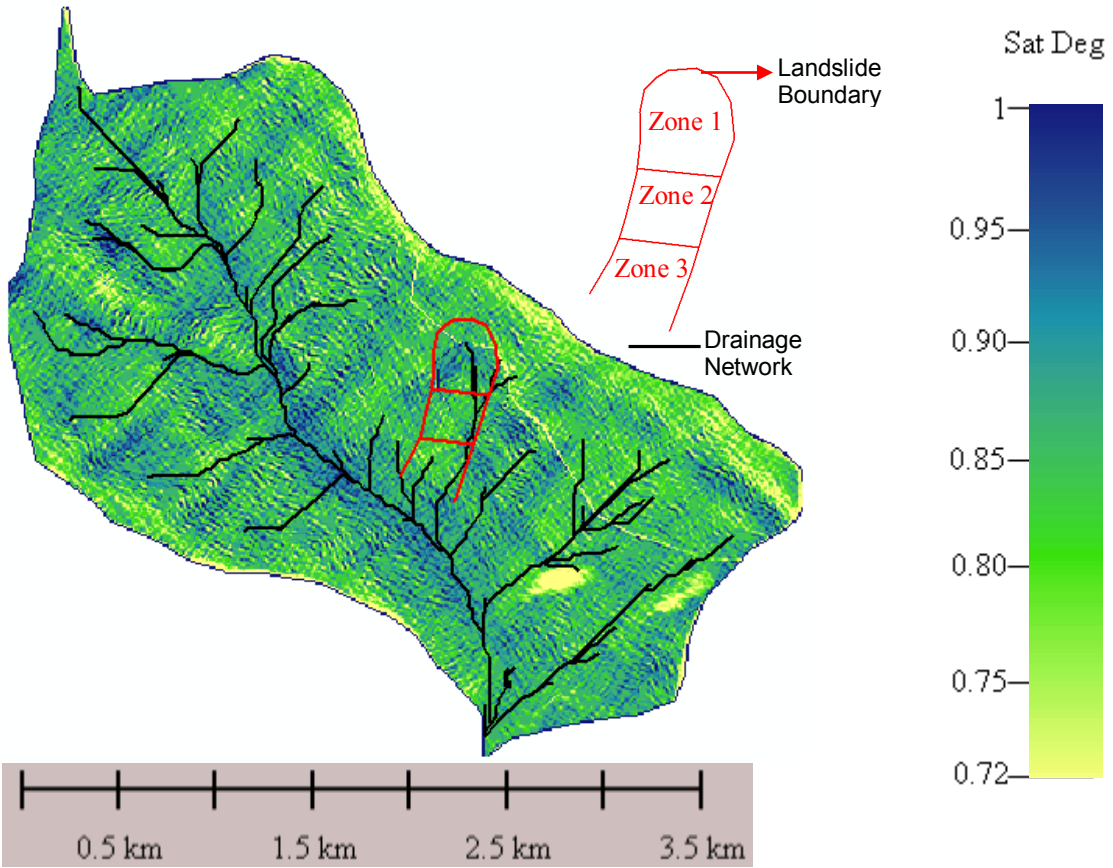 Sat Deg
Landslide
Boundary
Zone 1
Zone 2
Zone 3
Drainage
Network
1
0.95
0.90
0.85
0.80
0.75
0.72
0.5 km
1.5 km
2.5 km
3.5 km